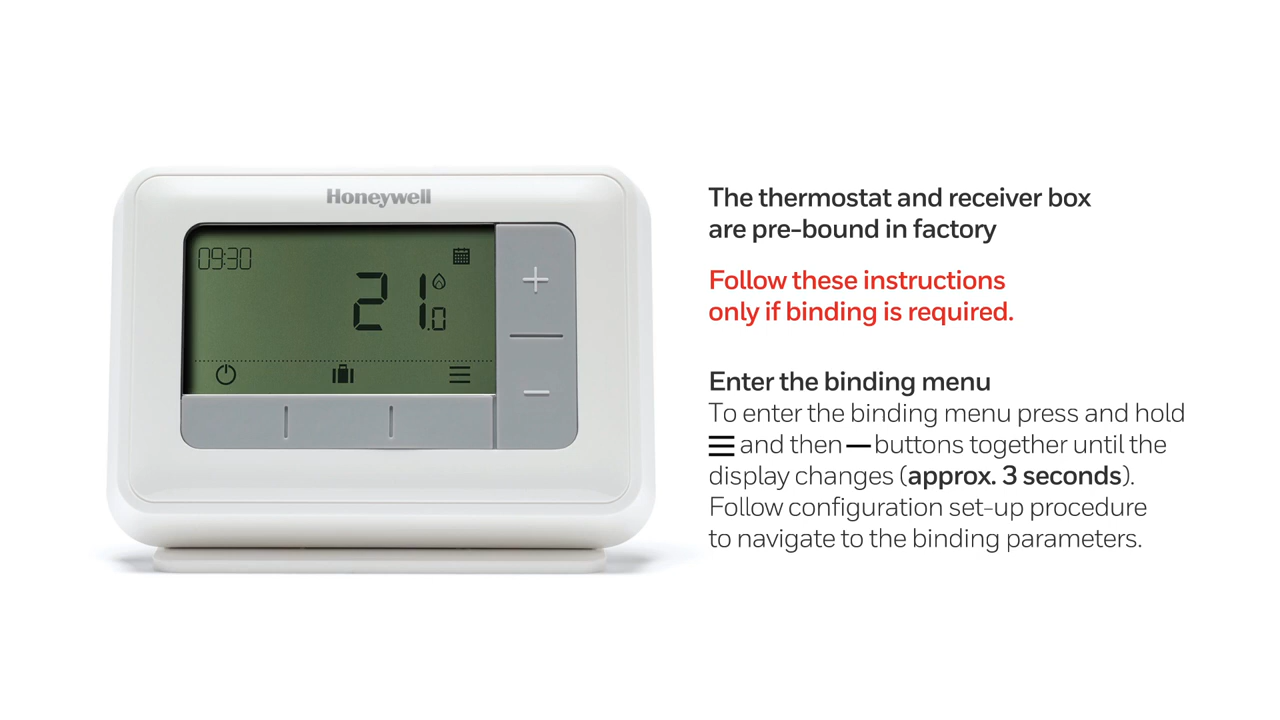 Honeywell
09:30
21.0
The thermostat and receiver box
are pre-bound in factory
Follow these instructions
only if binding is required.
Enter the binding menu
To enter the binding menu press and hold
☰ and then — buttons together until the
display changes (approx. 3 seconds).
Follow configuration set-up procedure
to navigate to the binding parameters.